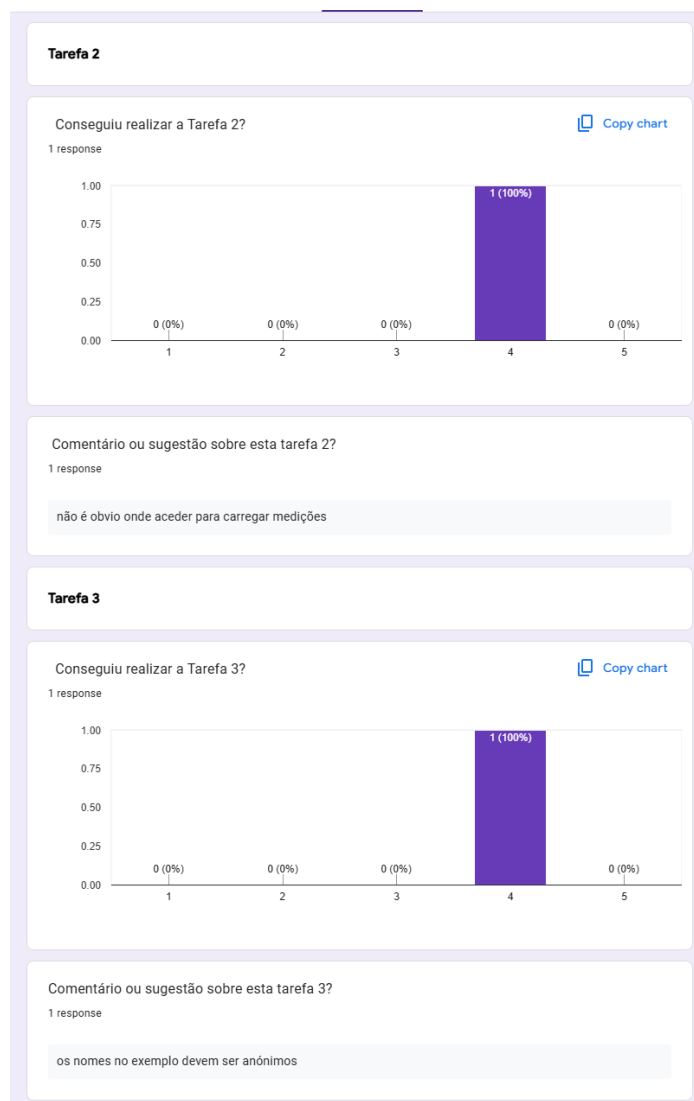 Tarefa 2
Conseguiu realizar a Tarefa 2?
Copy chart
1 response
1.00
0.75
0.50
0.25
0.00
0 (0%)
0 (0%)
0 (0%)
1 (100%)
0 (0%)
1
2
3
4
5
Comentário ou sugestão sobre esta tarefa 2?
1 response
não é obvio onde aceder para carregar medições
Tarefa 3
Conseguiu realizar a Tarefa 3?
Copy chart
1 response
1.00
0.75
0.50
0.25
0.00
0 (0%)
0 (0%)
0 (0%)
1 (100%)
0 (0%)
1
2
3
4
5
Comentário ou sugestão sobre esta tarefa 3?
1 response
os nomes no exemplo devem ser anónimos